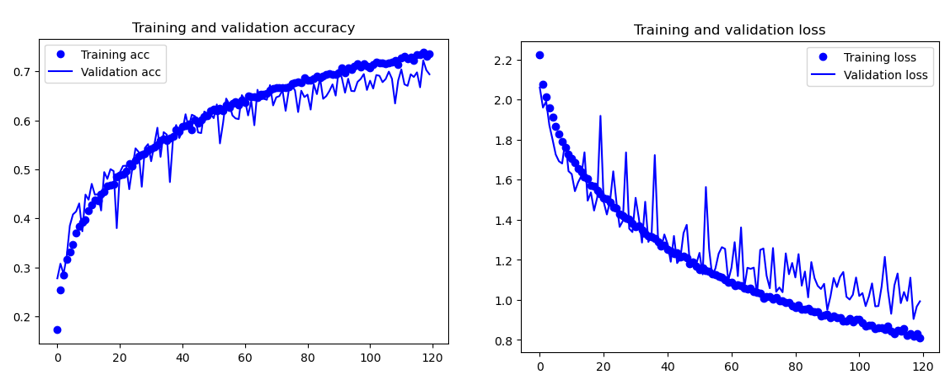 Training and validation accuracy
Training acc
Validation acc
0.7
0.6
0.5
0.4
0.3
0.2
0 20 40 60 80 100 120
Training and validation loss
Training loss
Validation loss
2.2
2.0
1.8
1.6
1.4
1.2
1.0
0.8
0 20 40 60 80 100 120